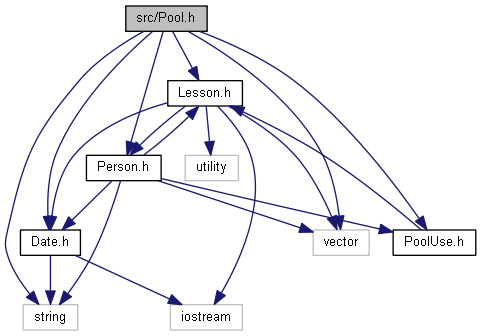 src/Pool.h
Lesson.h
Person.h
utility
Date.h
vector
PoolUse.h
string
iostream